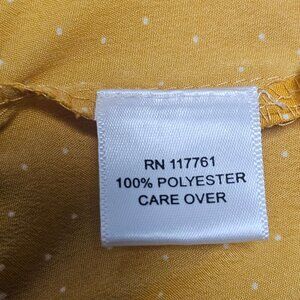 RN 117761
100% POLYESTER
CARE OVER